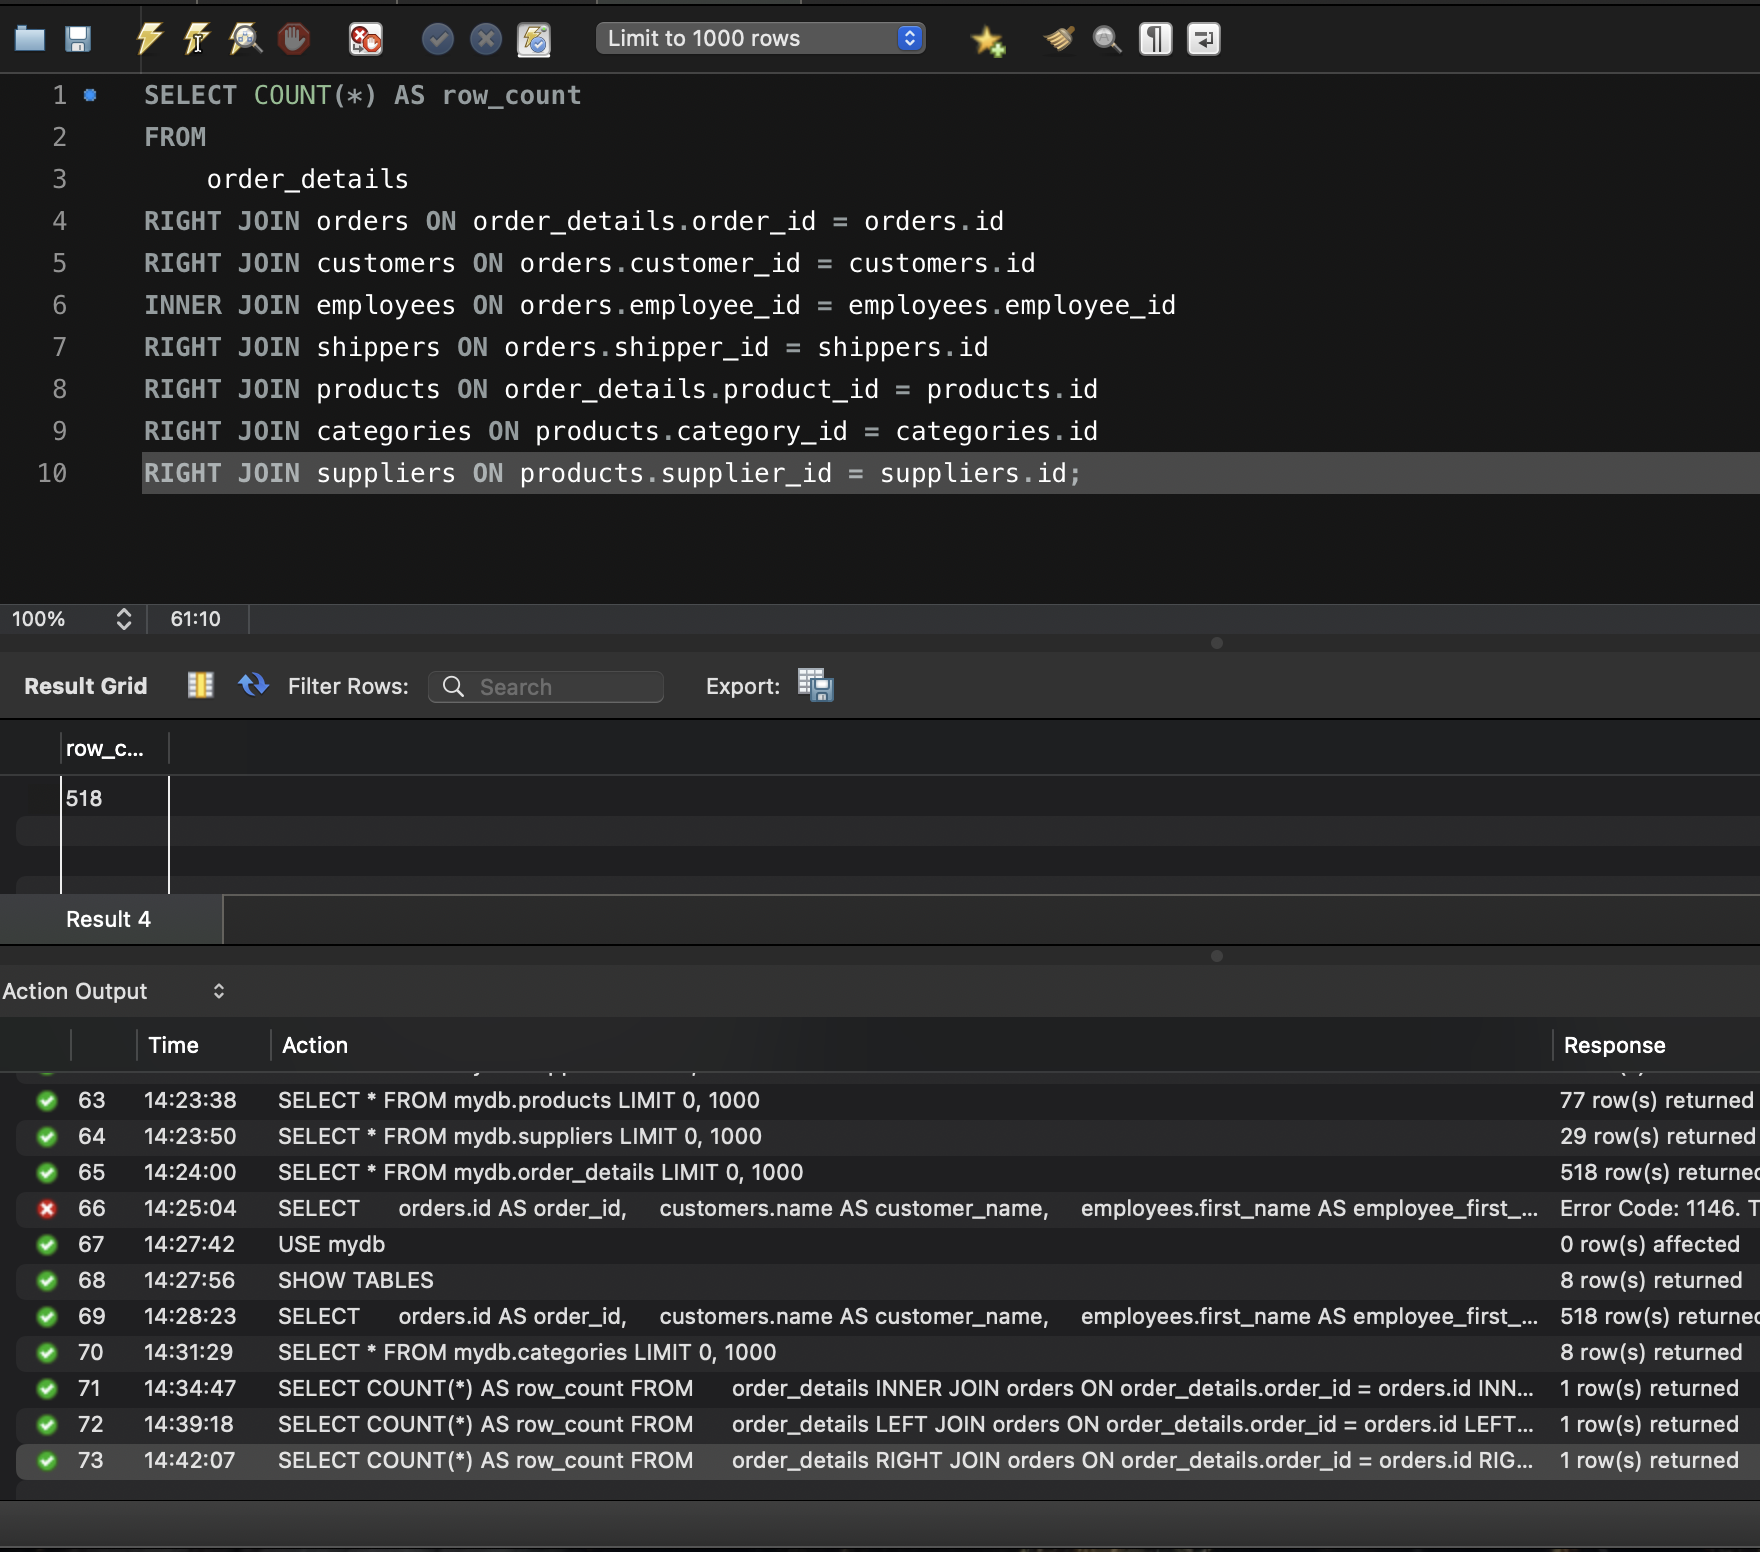 Limit to 1000 rows
1 SELECT COUNT(*) AS row_count
2 FROM
3 order_details
4 RIGHT JOIN orders ON order_details.order_id = orders.id
5 RIGHT JOIN customers ON orders.customer_id = customers.id
6 INNER JOIN employees ON orders.employee_id = employees.employee_id
7 RIGHT JOIN shippers ON orders.shipper_id = shippers.id
8 RIGHT JOIN products ON order_details.product_id = products.id
9 RIGHT JOIN categories ON products.category_id = categories.id
10 RIGHT JOIN suppliers ON products.supplier_id = suppliers.id;
100% 61:10
Result Grid Filter Rows: Search Export:
row_c...
518
Result 4
Action Output
Time Action Response
63 14:23:38 SELECT * FROM mydb.products LIMIT 0, 1000 77 row(s) returned
64 14:23:50 SELECT * FROM mydb.suppliers LIMIT 0, 1000 29 row(s) returned
65 14:24:00 SELECT * FROM mydb.order_details LIMIT 0, 1000 518 row(s) returned
66 14:25:04 SELECT orders.id AS order_id, customers.name AS customer_name, employees.first_name AS employee_first_... Error Code: 1146. T
67 14:27:42 USE mydb 0 row(s) affected
68 14:27:56 SHOW TABLES 8 row(s) returned
69 14:28:23 SELECT orders.id AS order_id, customers.name AS customer_name, employees.first_name AS employee_first_... 518 row(s) returned
70 14:31:29 SELECT * FROM mydb.categories LIMIT 0, 1000 8 row(s) returned
71 14:34:47 SELECT COUNT(*) AS row_count FROM order_details INNER JOIN orders ON order_details.order_id = orders.id INN... 1 row(s) returned
72 14:39:18 SELECT COUNT(*) AS row_count FROM order_details LEFT JOIN orders ON order_details.order_id = orders.id LEFT... 1 row(s) returned
73 14:42:07 SELECT COUNT(*) AS row_count FROM order_details RIGHT JOIN orders ON order_details.order_id = orders.id RIG... 1 row(s) returned